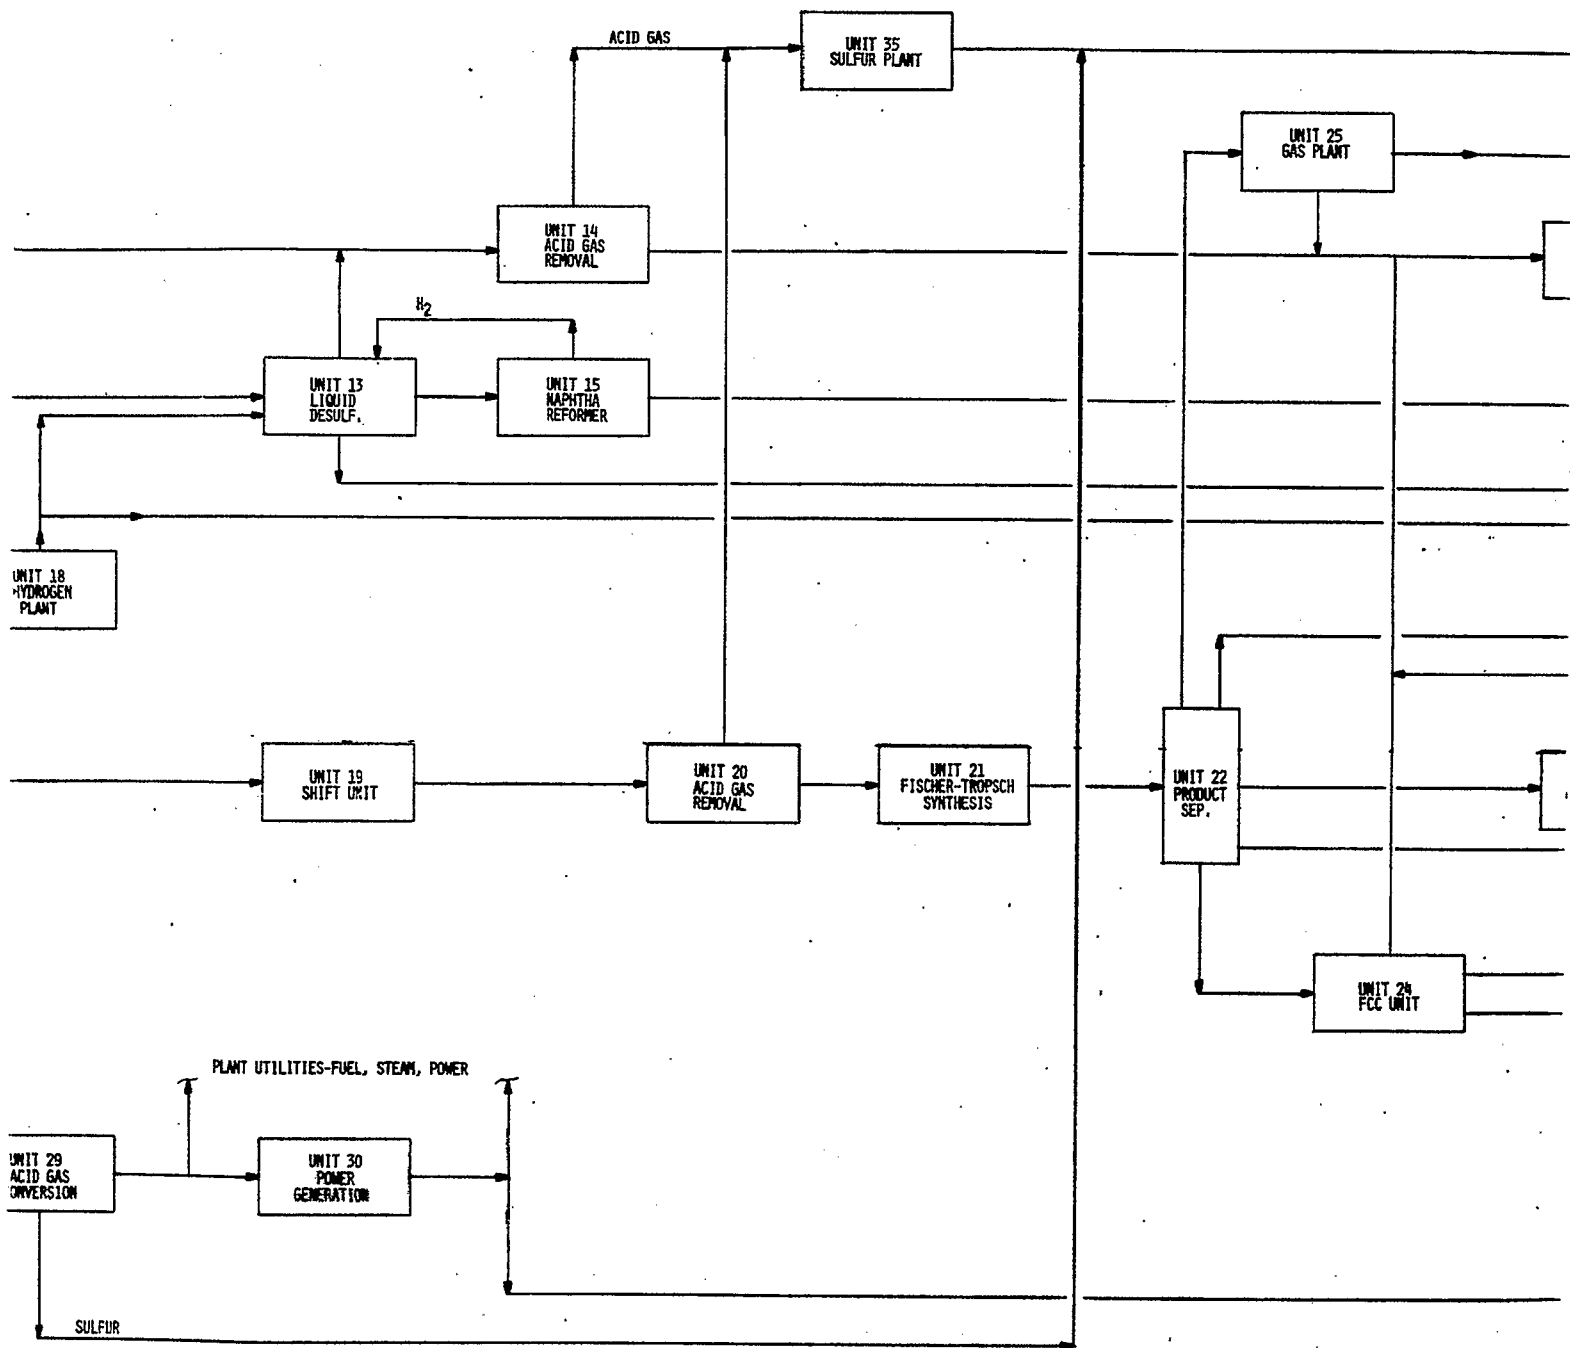 ACID GAS
UNIT 35
SULFUR PLANT
UNIT 25
GAS PLANT
UNIT 14
ACID GAS
REMOVAL
H2
UNIT 13
LIQUID
DESULF.
UNIT 15
NAPHTHA
REFORMER
UNIT 18
HYDROGEN
PLANT
UNIT 19
SHIFT UNIT
UNIT 20
ACID GAS
REMOVAL
UNIT 21
FISCHER-TROPSCH
SYNTHESIS
UNIT 22
PRODUCT
SEP.
UNIT 24
FCC UNIT
PLANT UTILITIES-FUEL, STEAM, POWER
UNIT 29
ACID GAS
ONVERSION
UNIT 30
POWER
GENERATION
SULFUR